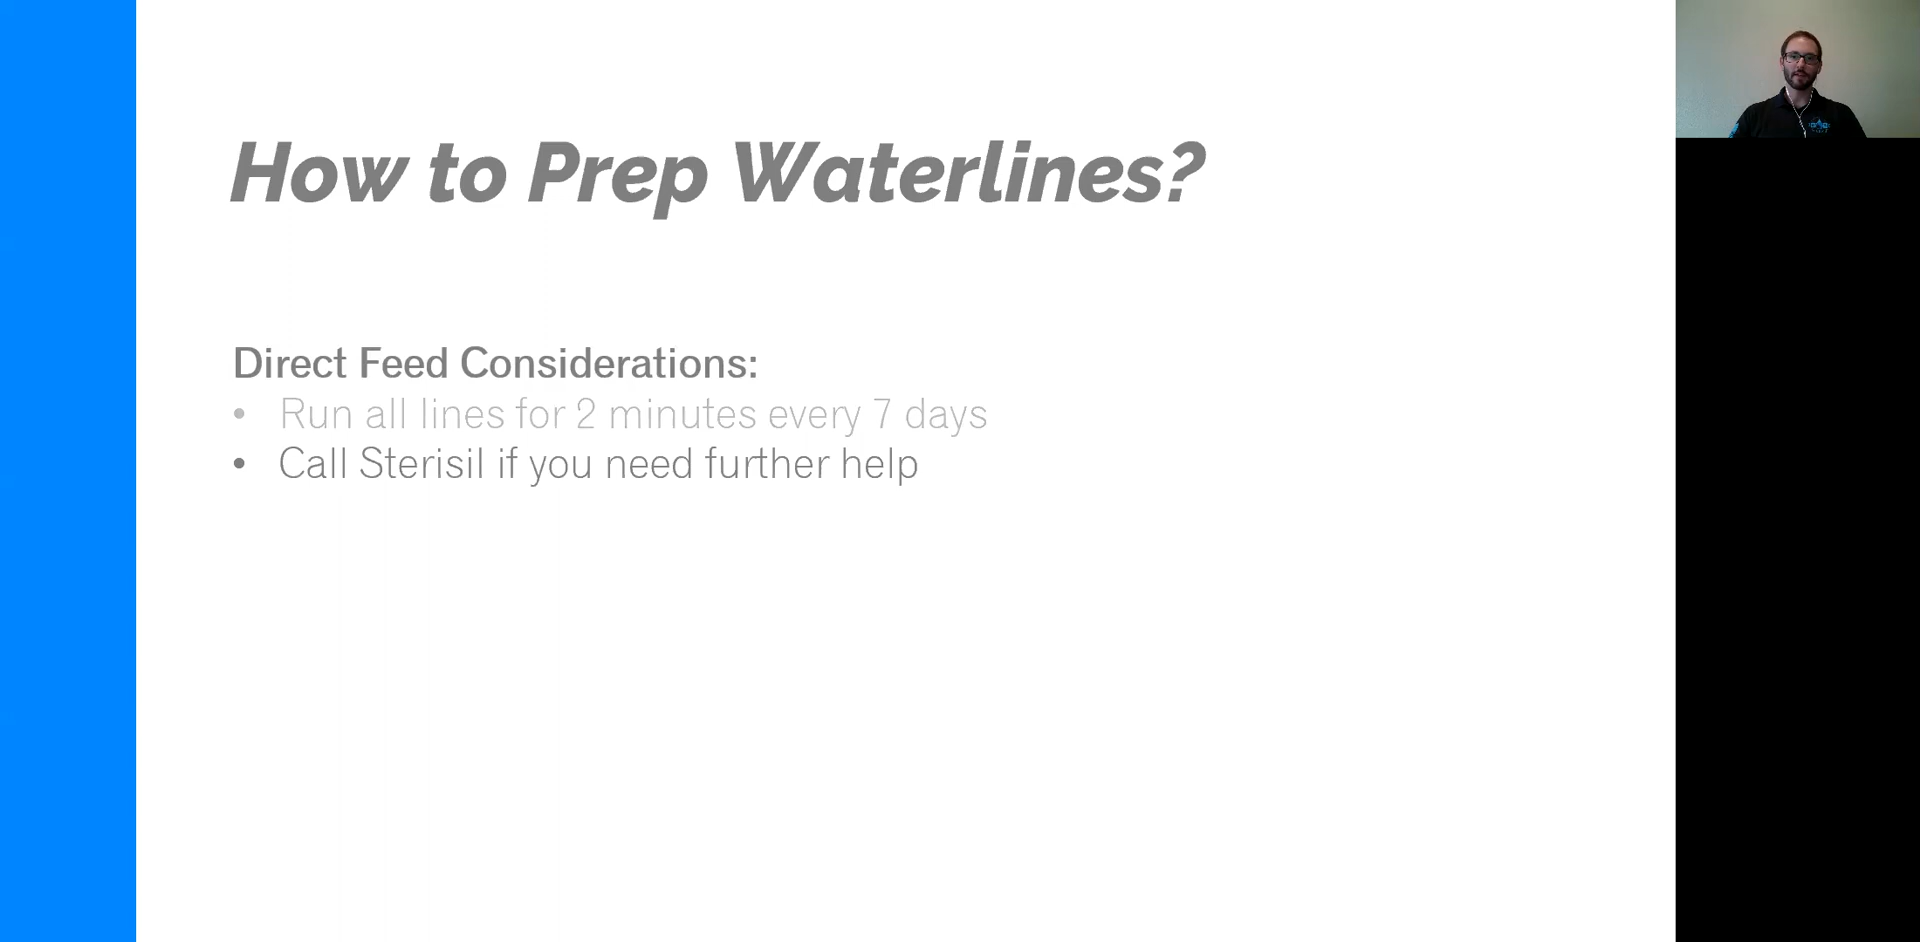 How to Prep Waterlines?
Direct Feed Considerations:
• Run all lines for 2 minutes every 7 days
• Call Sterisil if you need further help